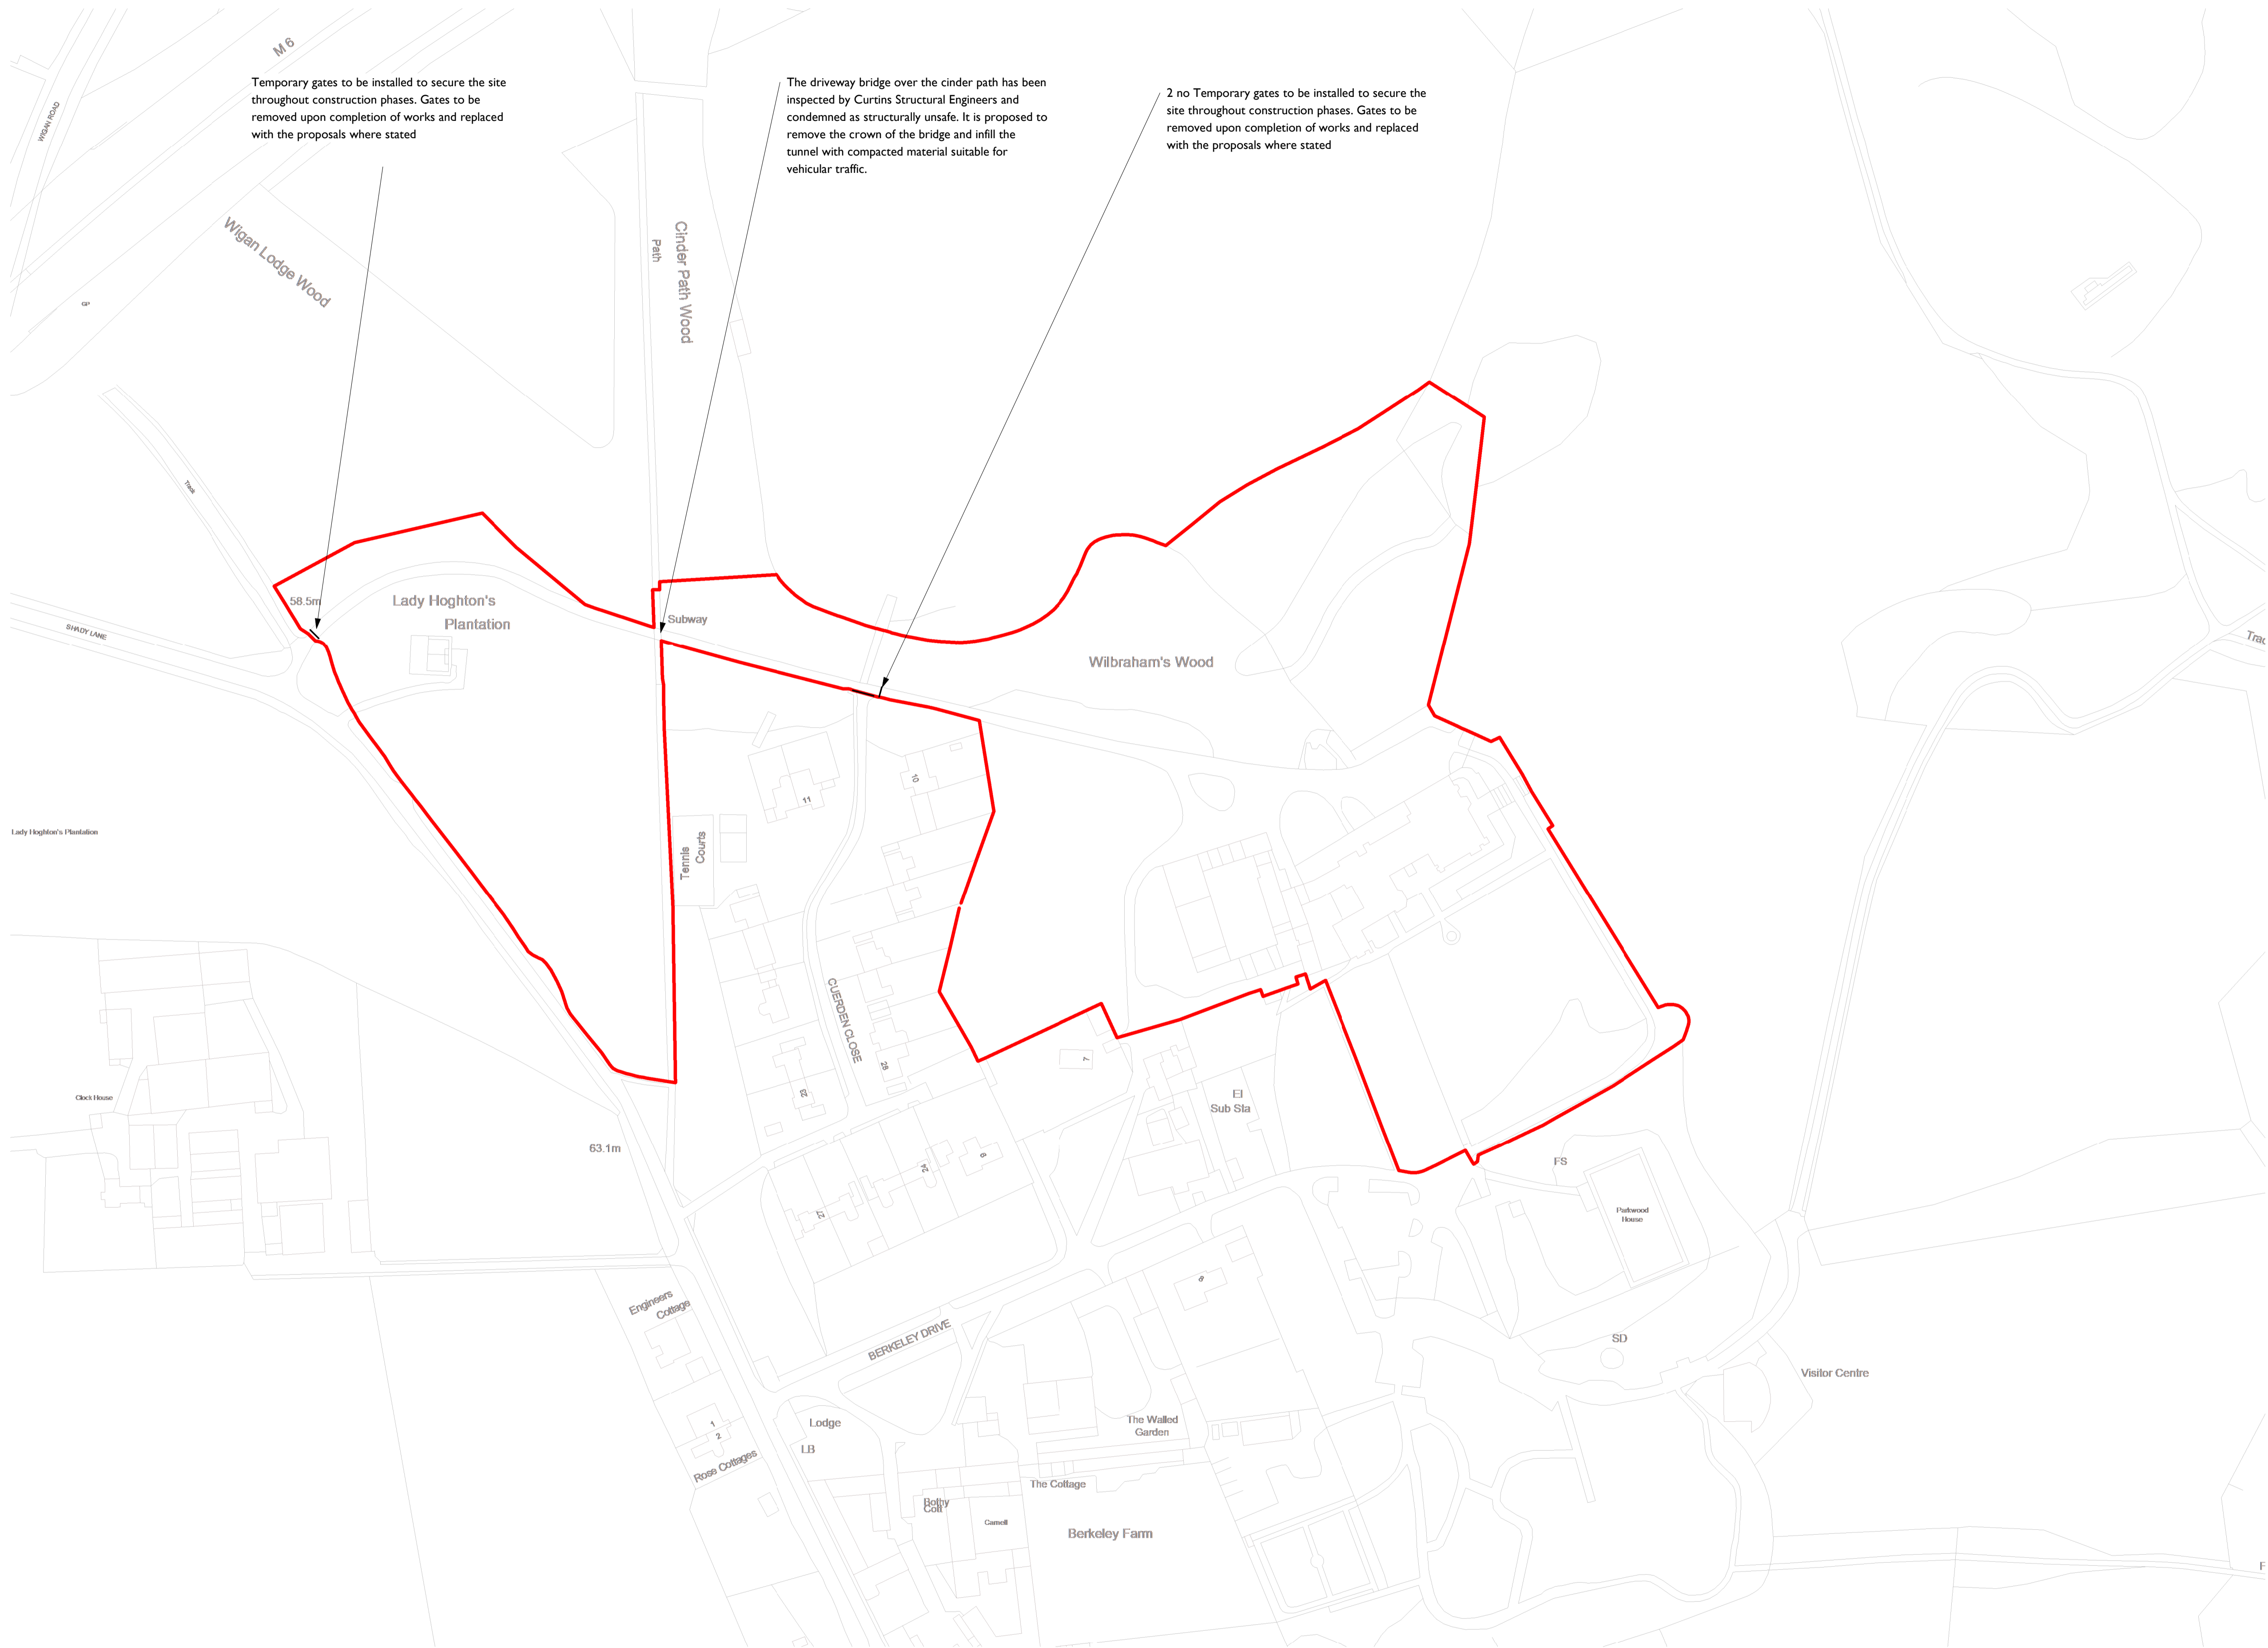 M 6
WIGAN ROAD
Temporary gates to be installed to secure the site
throughout construction phases. Gates to be
removed upon completion of works and replaced
with the proposals where stated
The driveway bridge over the cinder path has been
inspected by Curtins Structural Engineers and
condemned as structurally unsafe. It is proposed to
remove the crown of the bridge and infill the
tunnel with compacted material suitable for
vehicular traffic.
2 no Temporary gates to be installed to secure the
site throughout construction phases. Gates to be
removed upon completion of works and replaced
with the proposals where stated
Wigan Lodge Wood
GP
Path
Cinder Path Wood
Track
58.5m
Lady Hoghton's
Plantation
Subway
SHADY LANE
Wilbraham's Wood
10
11
Lady Hoghton's Plantation
Tennis
Courts
CUERDEN CLOSE
28
23
7
El
Sub Sta
Clock House
63.1m
24
9
27
FS
Parkwood
House
Engineers
Cottage
8
BERKELEY DRIVE
SD
Visitor Centre
1
2
Rose Cottages
Lodge
LB
The Walled
Garden
The Cottage
Bothy
Cott
Camell
Berkeley Farm